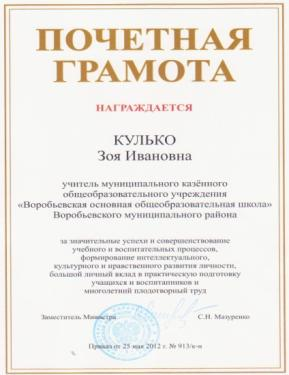 ПОЧЕТНАЯ
ГРАМОТА
НАГРАЖДАЕТСЯ
КУЛЬКО
Зоя Ивановна
учитель муниципального казённого
общеобразовательного учреждения
«Воробьевская основная общеобразовательная школа»
Воробьевского муниципального района
за значительные успехи и совершенствование
учебного и воспитательных процессов,
формирование интеллектуального,
культурного и нравственного развития личности,
большой личный вклад в практическую подготовку
учащихся и воспитанников и
многолетний плодотворный труд
Заместитель Министра С.Н. Мазуренко
Приказ от 25 мая 2012 г. № 913/к-н